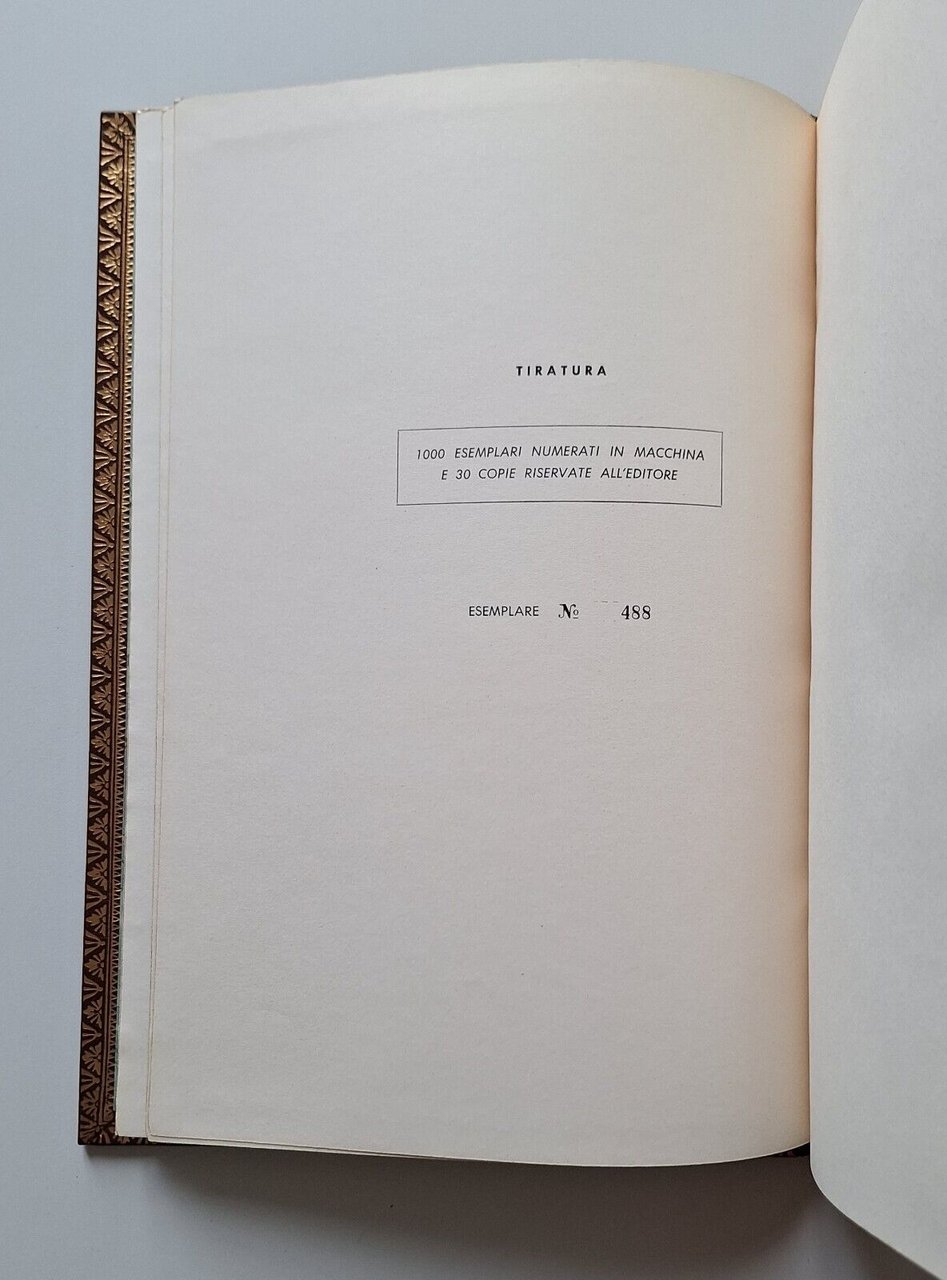 TIRATURA
1000 ESEMPLARI NUMERATI IN MACCHINA
E 30 COPIE RISERVATE ALL'EDITORE
ESEMPLARE № 488